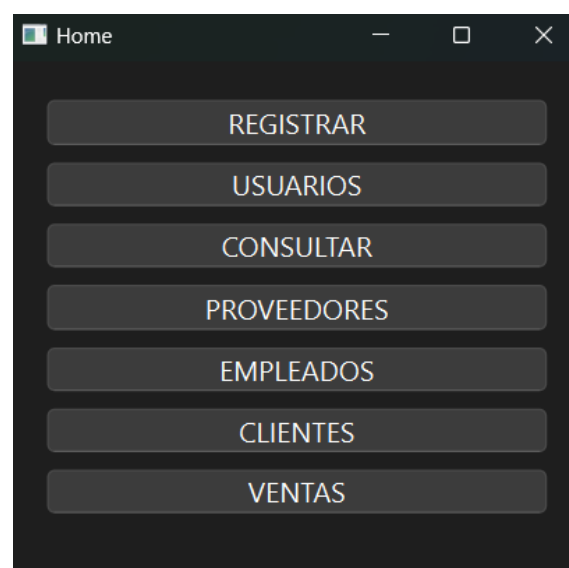 Home
REGISTRAR
USUARIOS
CONSULTAR
PROVEEDORES
EMPLEADOS
CLIENTES
VENTAS